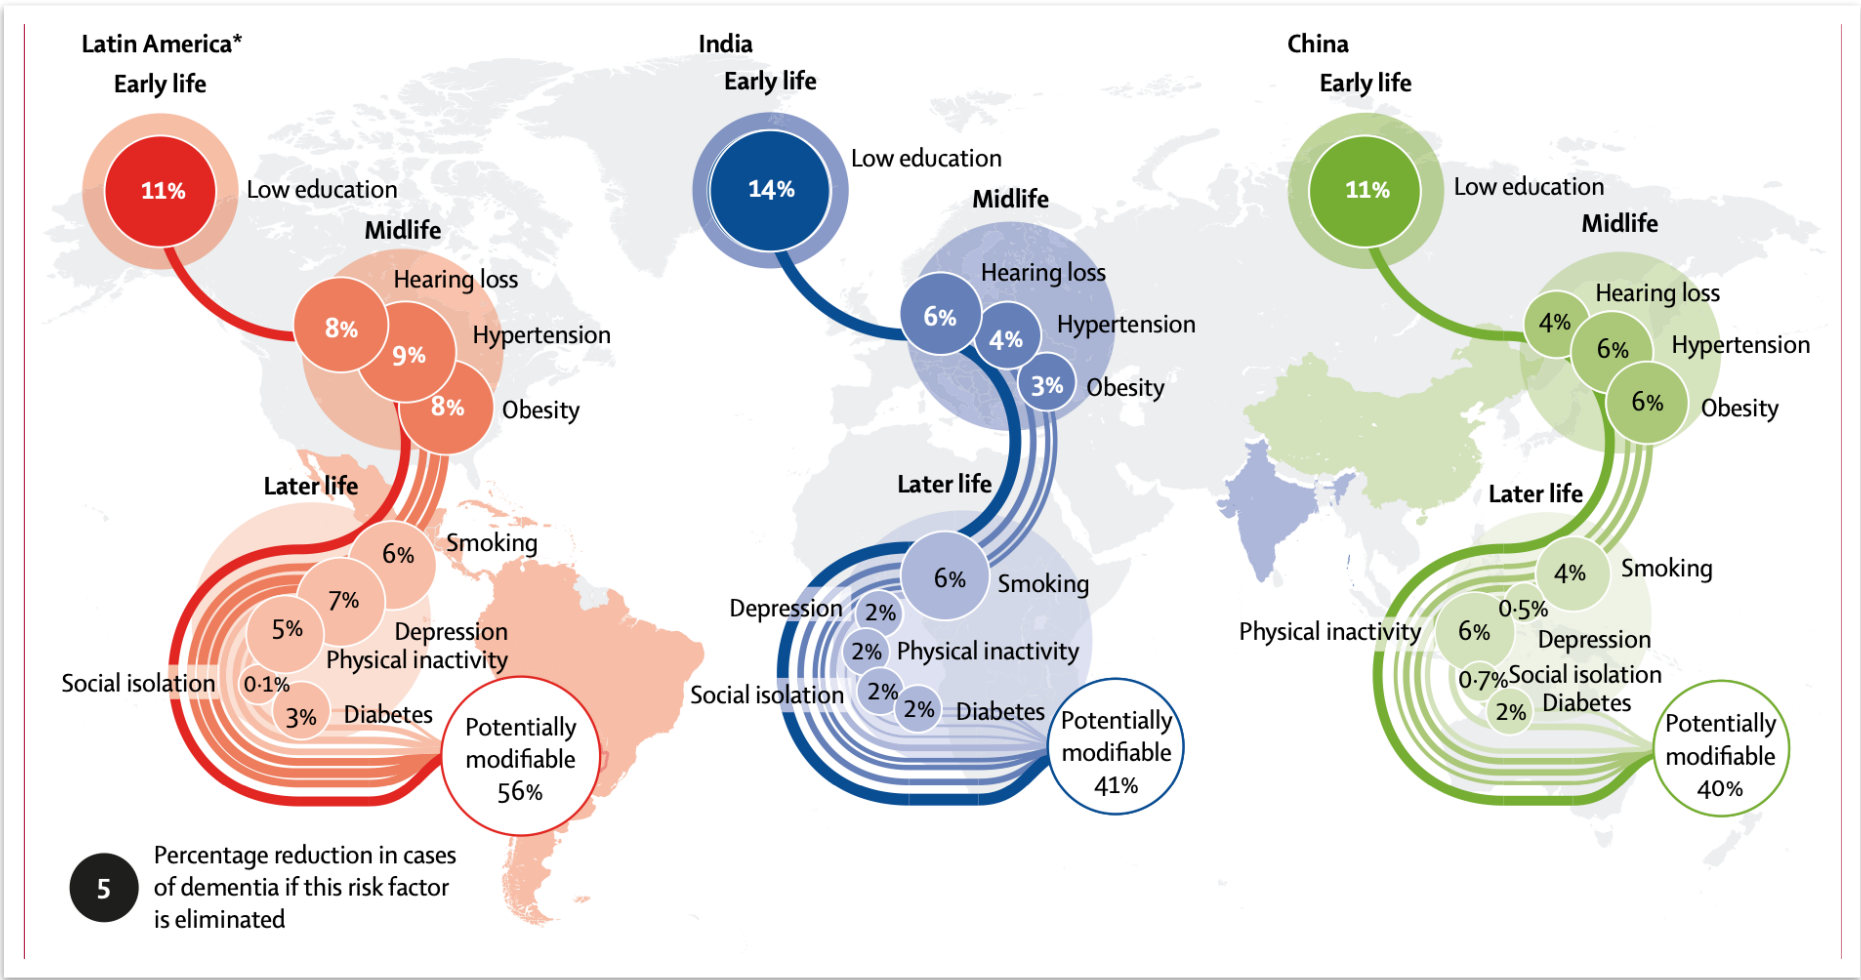 Latin America*
Early life
11%
Low education
Midlife
Hearing loss
8%
Hypertension
9%
8%
Obesity
Later life
Smoking
6%
7%
5%
Depression
Physical inactivity
Social isolation
0·1%
3%
Diabetes
Potentially
modifiable
56%
India
Early life
14%
Low education
Midlife
Hearing loss
6%
Hypertension
4%
3%
Obesity
Later life
6%
Smoking
Depression
2%
2%
Physical inactivity
Social isolation
2%
2%
Diabetes
Potentially
modifiable
41%
China
Early life
11%
Low education
Midlife
Hearing loss
4%
Hypertension
6%
6%
Obesity
Later life
4%
Smoking
0·5%
Physical inactivity
6%
Depression
0·7%
Social isolation
2%
Diabetes
Potentially
modifiable
40%
5
Percentage reduction in cases
of dementia if this risk factor
is eliminated